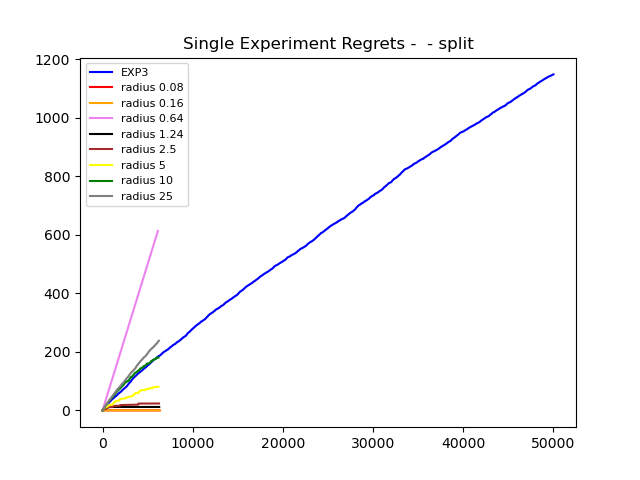 Single Experiment Regrets -  - split
1200
1000
800
600
400
200
0
EXP3
radius 0.08
radius 0.16
radius 0.64
radius 1.24
radius 2.5
radius 5
radius 10
radius 25
0 10000 20000 30000 40000 50000